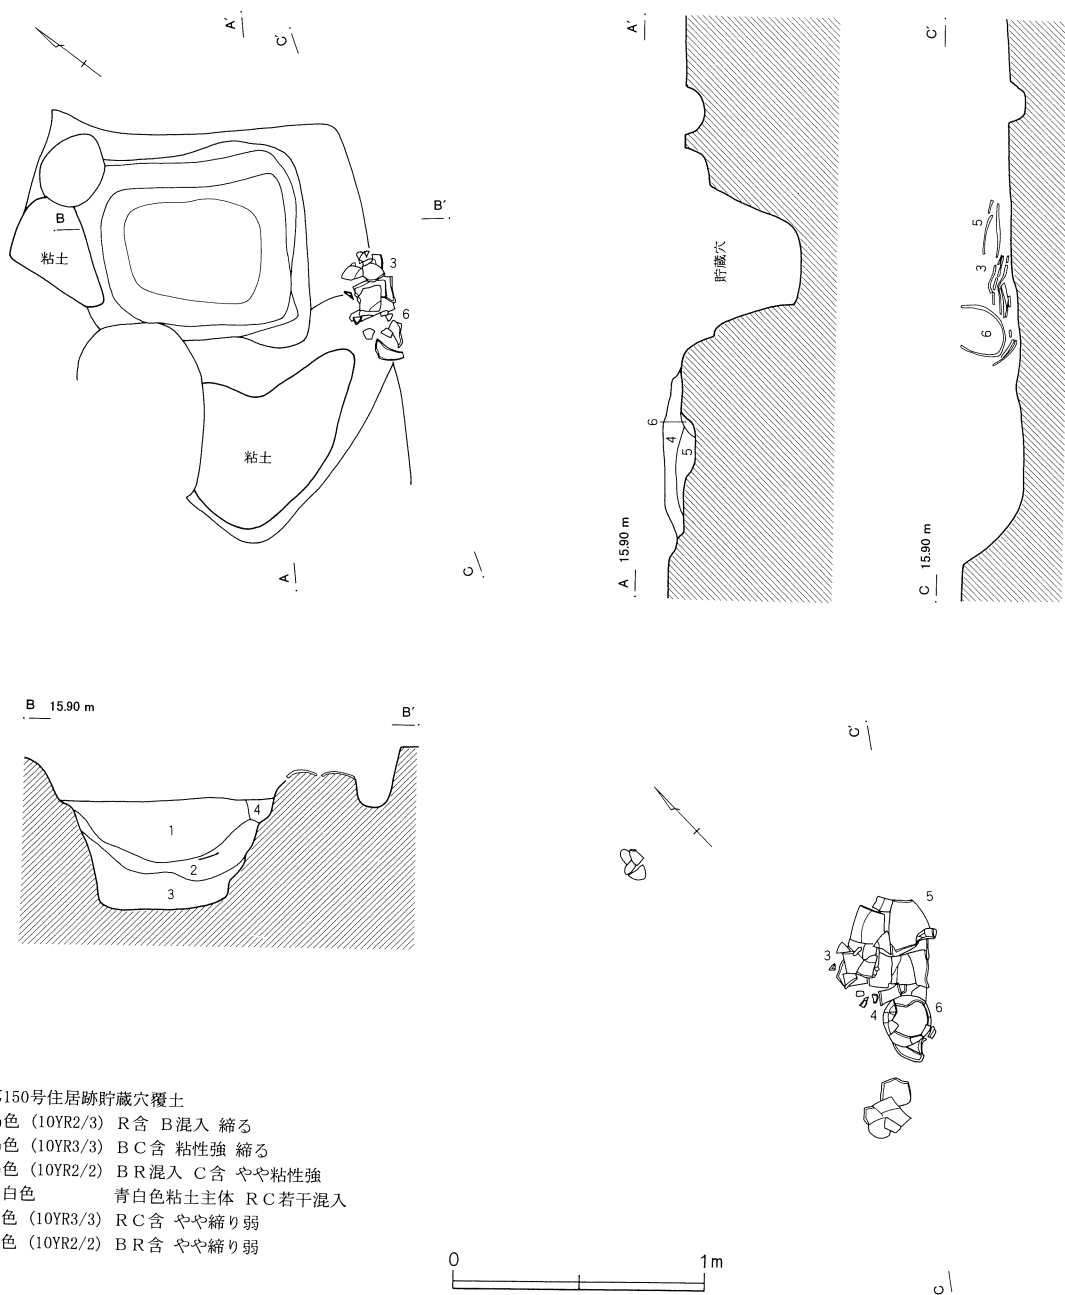 A′
C′
B
B′
粘土
3
6
粘土
A
C
A′
貯蔵穴
6
4
5
A 15.90 m
C′
5
3
6
C 15.90 m
B 15.90 m
B′
1
4
2
3
C′
5
3
4
6
150号住居跡貯蔵穴覆土
色 (10YR2/3) R含 B混入 締る
色 (10YR3/3) BC含 粘性強 締る
色 (10YR2/2) BR混入 C含 やや粘性強
白色 青白色粘土主体 RC若干混入
色 (10YR3/3) RC含 やや締り弱
色 (10YR2/2) BR含 やや締り弱
0 1m
C